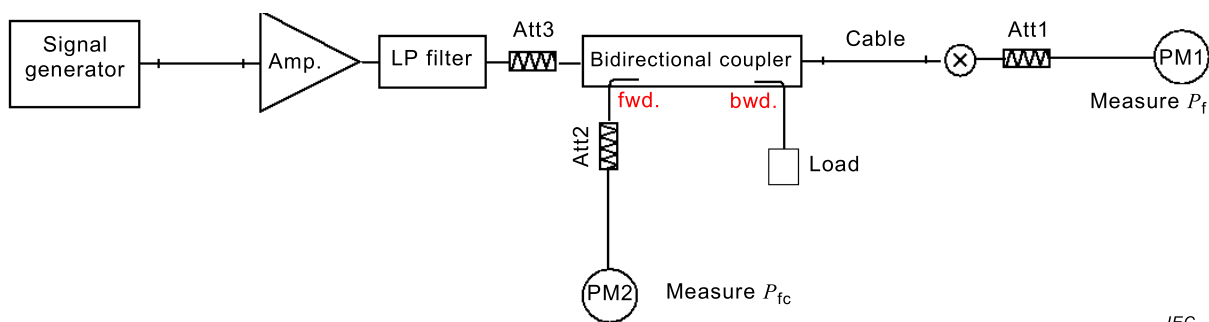 Signal
generator
Amp.
LP filter
Att3
Bidirectional coupler
fwd.
bwd.
Cable
Att1
PM1
Measure Pf
Att2
Load
PM2
Measure Pfc
IEC